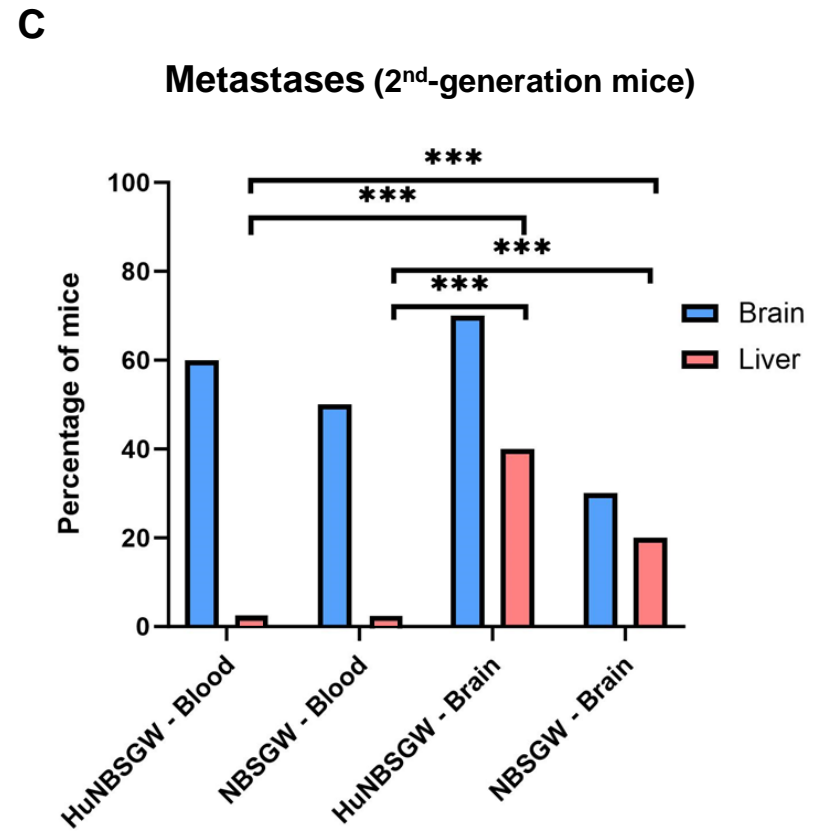 C
Metastases (2nd-generation mice)
***
***
***
***
100
80
60
40
20
0
Percentage of mice
Brain
Liver
HuNBSGW - Blood
NBSGW - Blood
HuNBSGW - Brain
NBSGW - Brain